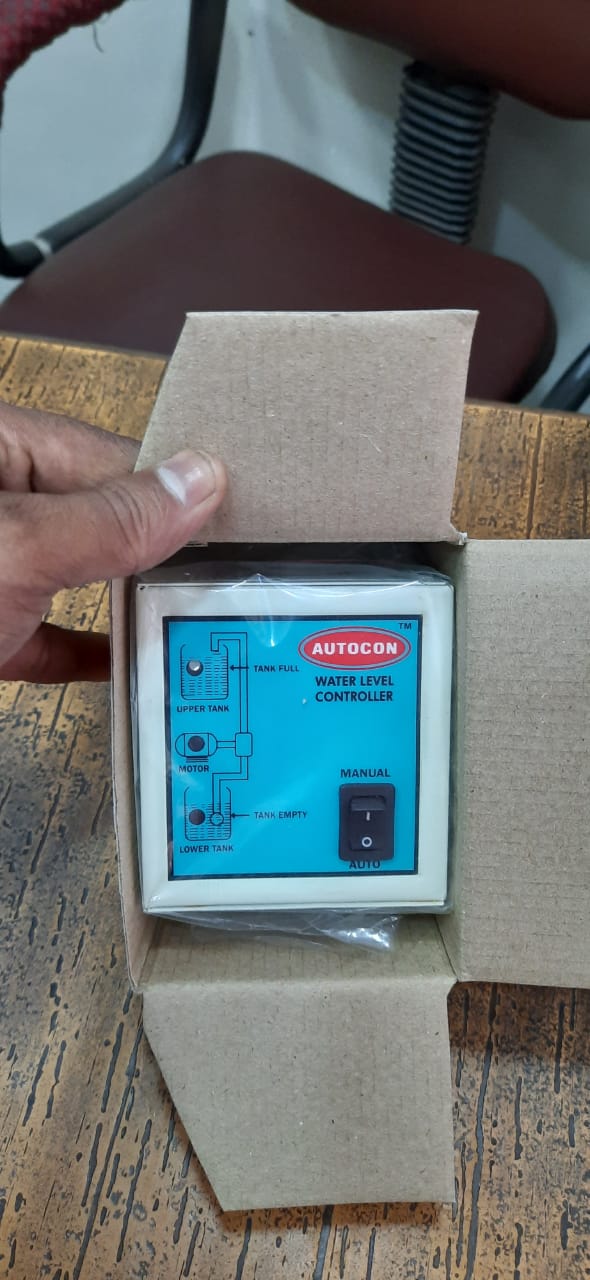 TM
AUTOCON
WATER LEVEL
CONTROLLER
TANK FULL
UPPER TANK
MOTOR
TANK EMPTY
LOWER TANK
MANUAL
I
O
AUTO